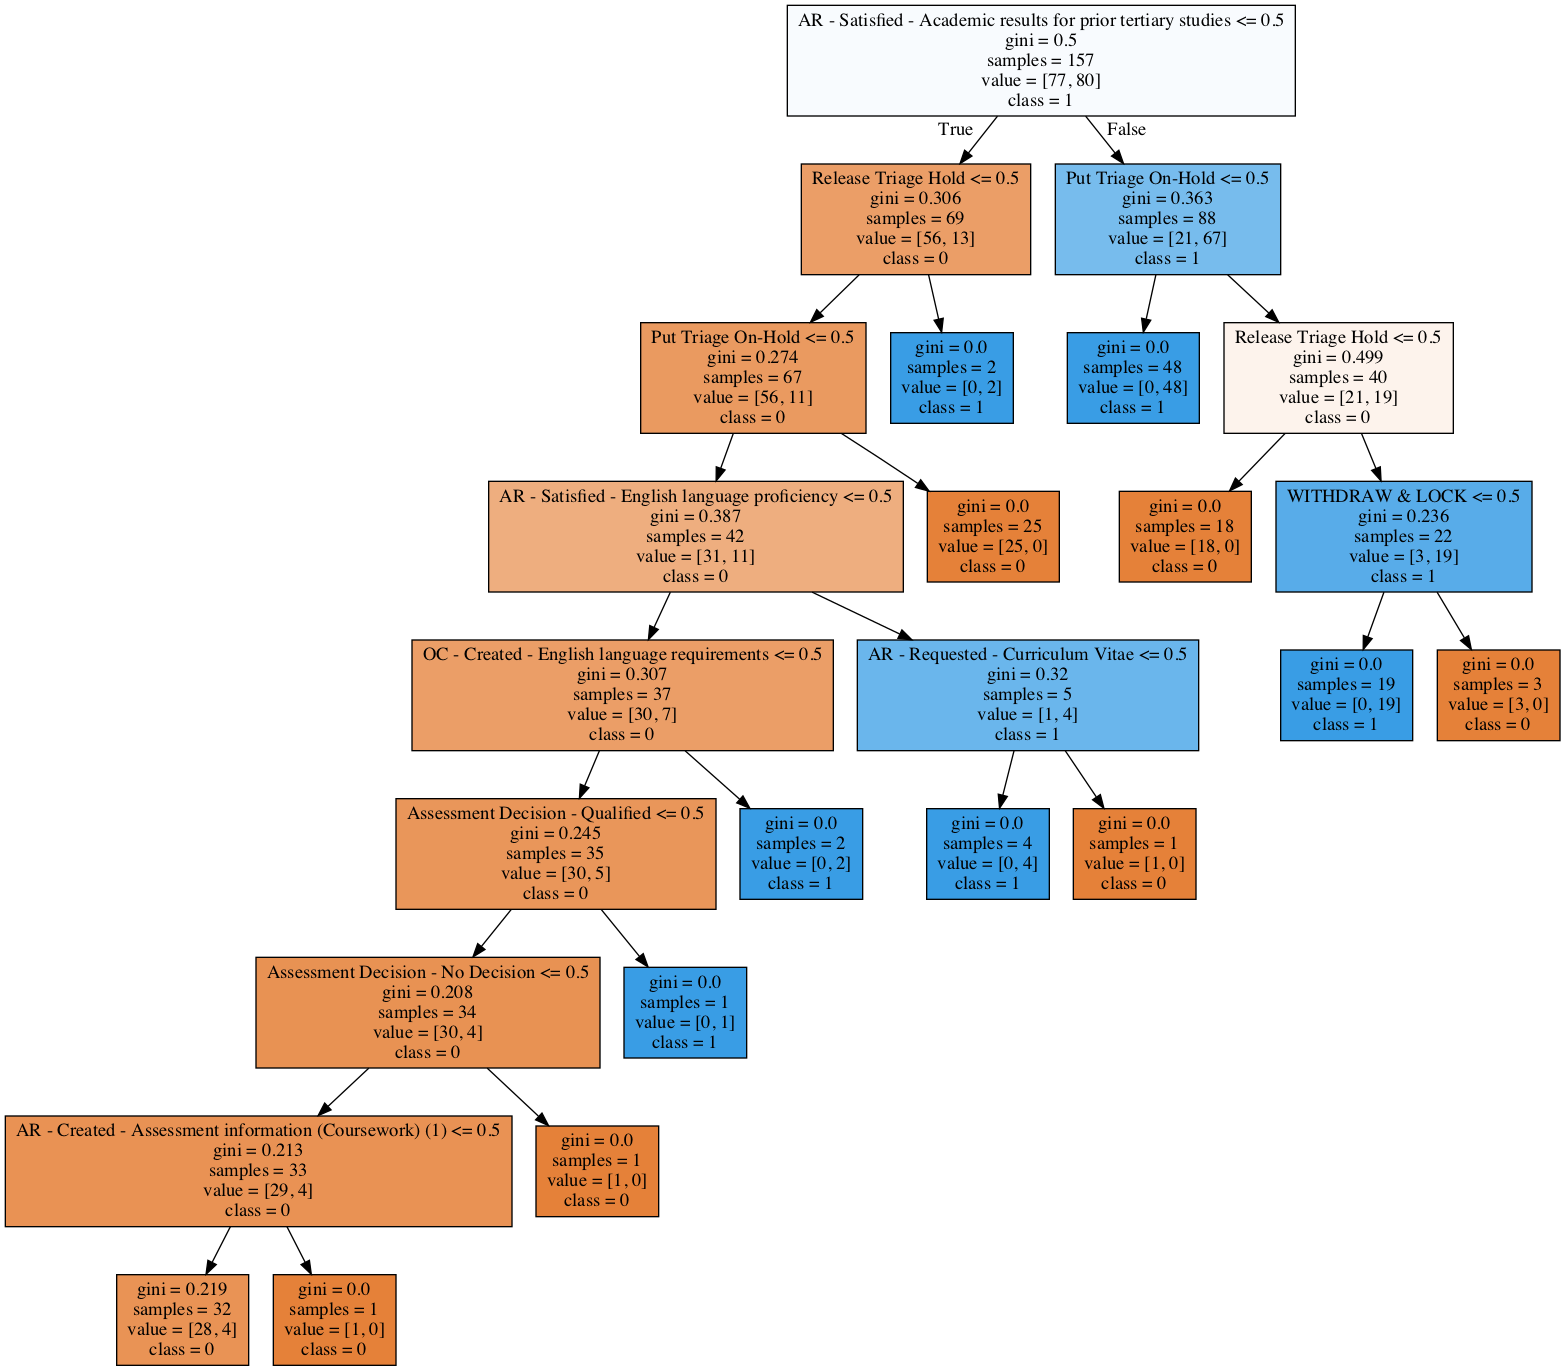 AR - Satisfied - Academic results for prior tertiary studies <= 0.5
gini = 0.5
samples = 157
value = [77, 80]
class = 1
True
False
Release Triage Hold <= 0.5
gini = 0.306
samples = 69
value = [56, 13]
class = 0
Put Triage On-Hold <= 0.5
gini = 0.363
samples = 88
value = [21, 67]
class = 1
Put Triage On-Hold <= 0.5
gini = 0.274
samples = 67
value = [56, 11]
class = 0
gini = 0.0
samples = 2
value = [0, 2]
class = 1
gini = 0.0
samples = 48
value = [0, 48]
class = 1
Release Triage Hold <= 0.5
gini = 0.499
samples = 40
value = [21, 19]
class = 0
AR - Satisfied - English language proficiency <= 0.5
gini = 0.387
samples = 42
value = [31, 11]
class = 0
gini = 0.0
samples = 25
value = [25, 0]
class = 0
gini = 0.0
samples = 18
value = [18, 0]
class = 0
WITHDRAW & LOCK <= 0.5
gini = 0.236
samples = 22
value = [3, 19]
class = 1
OC - Created - English language requirements <= 0.5
gini = 0.307
samples = 37
value = [30, 7]
class = 0
AR - Requested - Curriculum Vitae <= 0.5
gini = 0.32
samples = 5
value = [1, 4]
class = 1
gini = 0.0
samples = 19
value = [0, 19]
class = 1
gini = 0.0
samples = 3
value = [3, 0]
class = 0
Assessment Decision - Qualified <= 0.5
gini = 0.245
samples = 35
value = [30, 5]
class = 0
gini = 0.0
samples = 2
value = [0, 2]
class = 1
gini = 0.0
samples = 4
value = [0, 4]
class = 1
gini = 0.0
samples = 1
value = [1, 0]
class = 0
Assessment Decision - No Decision <= 0.5
gini = 0.208
samples = 34
value = [30, 4]
class = 0
gini = 0.0
samples = 1
value = [0, 1]
class = 1
AR - Created - Assessment information (Coursework) (1) <= 0.5
gini = 0.213
samples = 33
value = [29, 4]
class = 0
gini = 0.0
samples = 1
value = [1, 0]
class = 0
gini = 0.219
samples = 32
value = [28, 4]
class = 0
gini = 0.0
samples = 1
value = [1, 0]
class = 0